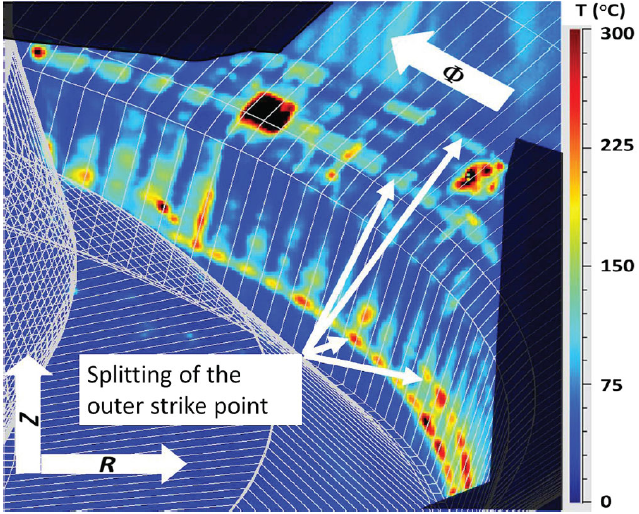 T (°C)
300
Φ
225
150
Splitting of the
outer strike point
75
Z
R
0